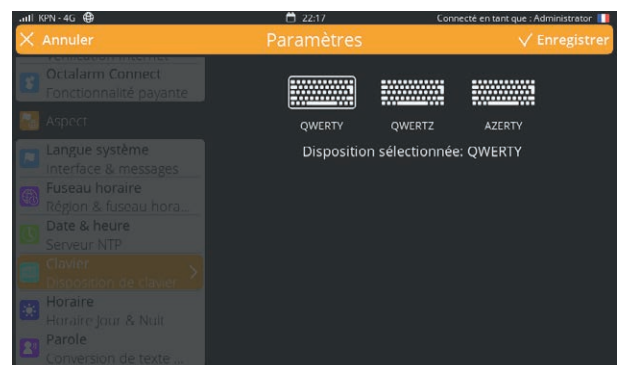 KPN - 4G 22:17 Connecté en tant que : Administrator
Annuler Paramètres Enregistrer
Vérification Internet
Octalarm Connect
Fonctionnalité payante
Aspect
Langue système
Interface & messages
Fuseau horaire
Région & fuseau hora...
Date & heure
Serveur NTP
Clavier
Disposition de clavier
Horaire
Horaire Jour & Nuit
Parole
Conversion de texte ...
QWERTY QWERTZ AZERTY
Disposition sélectionnée: QWERTY